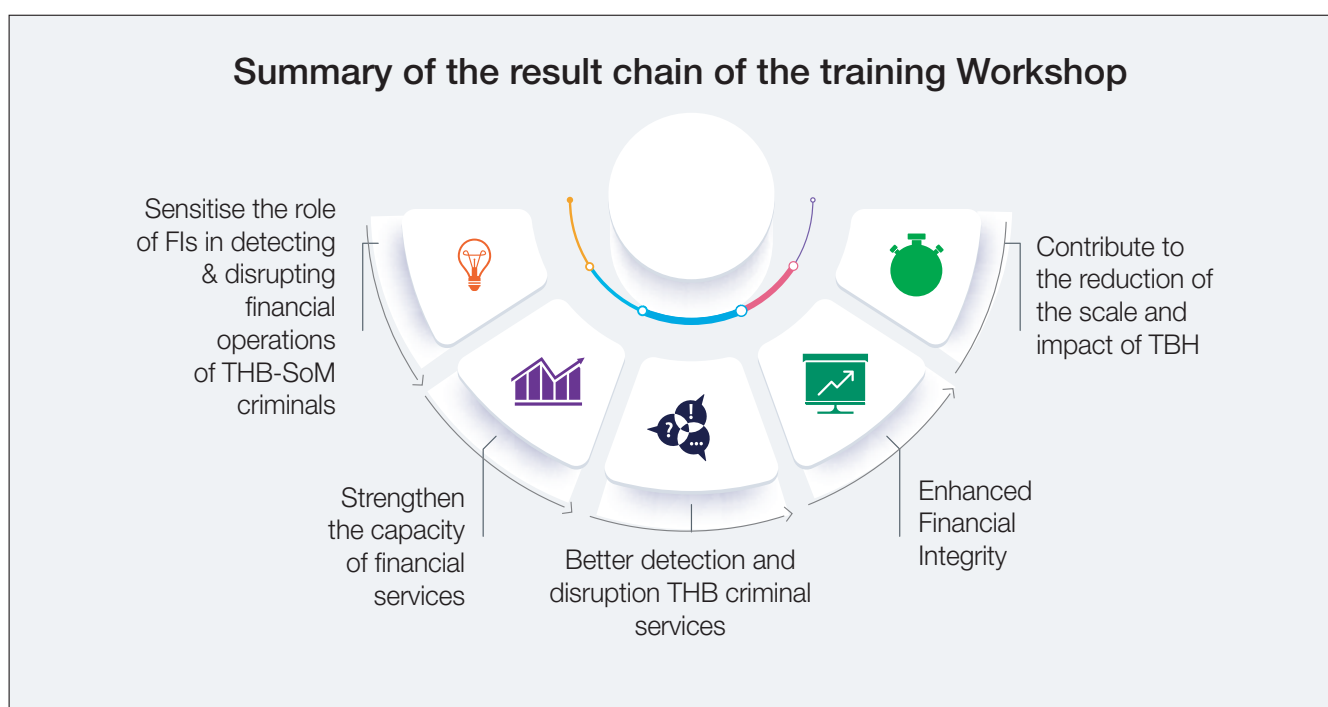 Summary of the result chain of the training Workshop
Sensitise the role
of FIs in detecting
& disrupting
financial
operations
of THB-SoM
criminals
Strengthen
the capacity
of financial
services
?
!
...
Better detection and
disruption THB criminal
services
Enhanced
Financial
Integrity
Contribute to
the reduction of
the scale and
impact of TBH